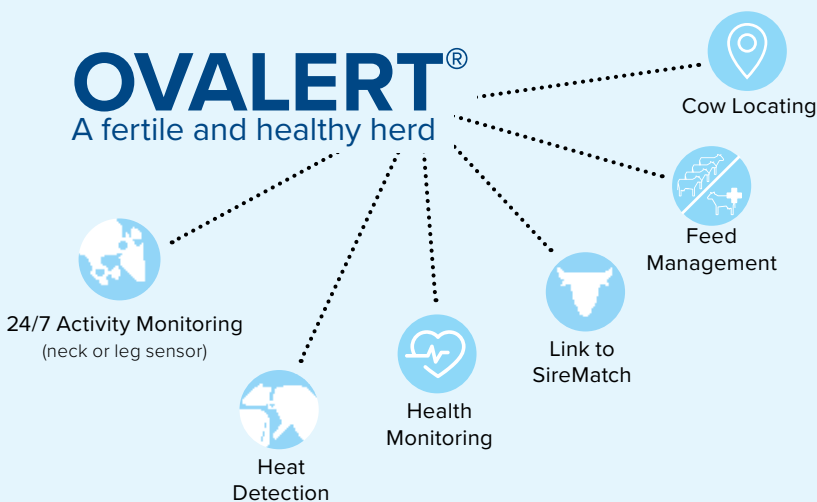 OVALERT®
A fertile and healthy herd
Cow Locating
Feed
Management
Link to
SireMatch
Health
Monitoring
Heat
Detection
24/7 Activity Monitoring
(neck or leg sensor)